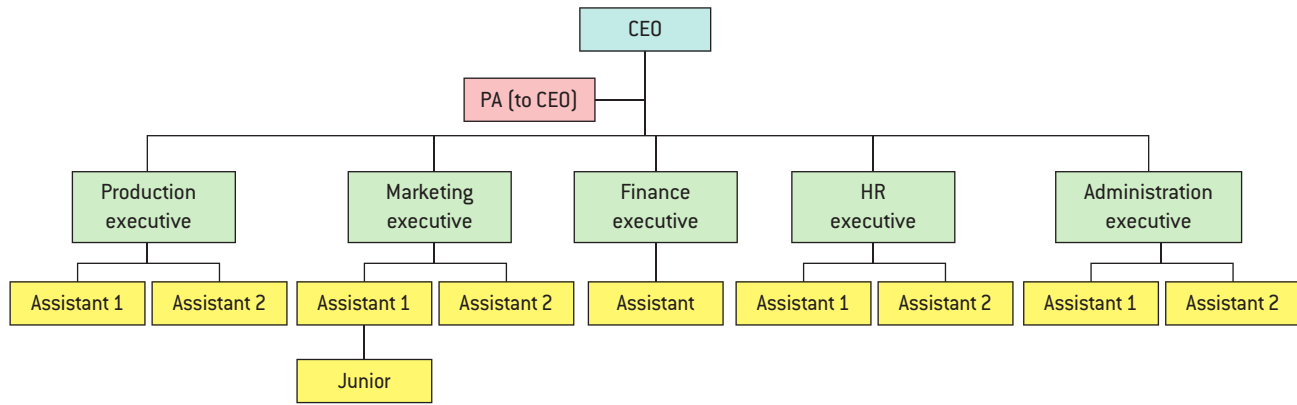 CEO
PA (to CEO)
Production
executive
Marketing
executive
Finance
executive
HR
executive
Administration
executive
Assistant 1
Assistant 2
Assistant 1
Assistant 2
Assistant
Assistant 1
Assistant 2
Assistant 1
Assistant 2
Junior